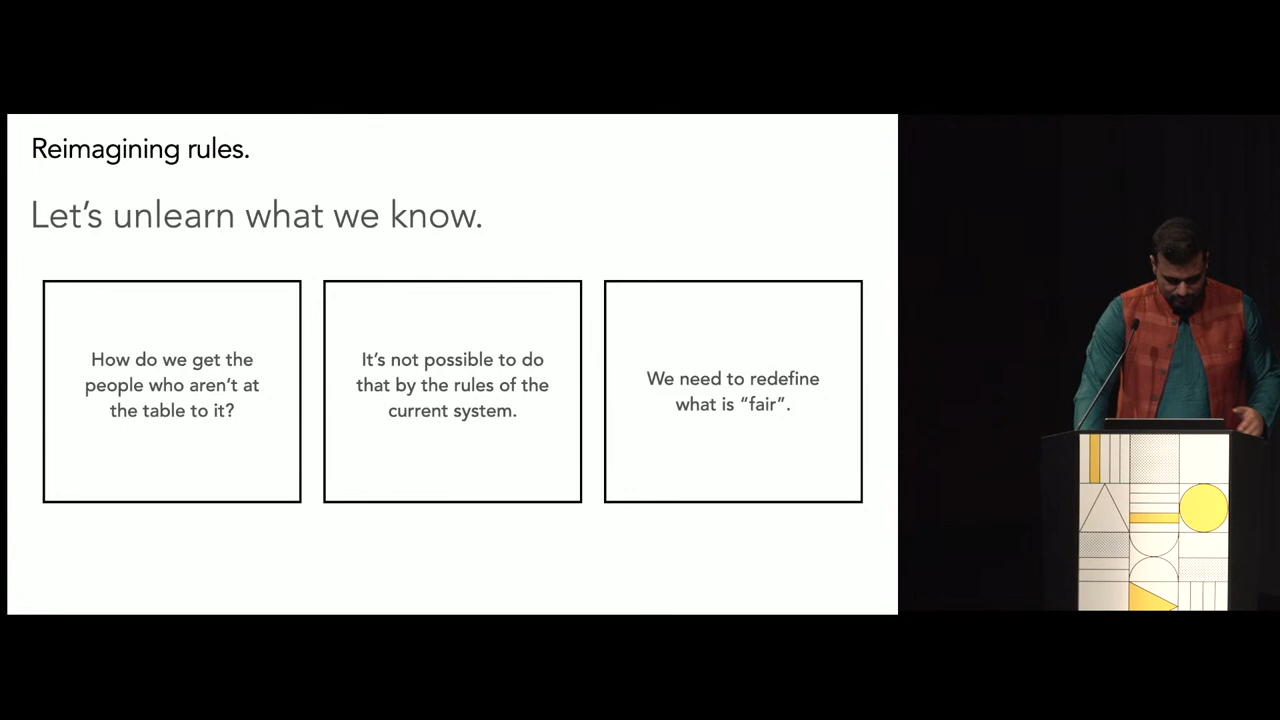 Reimagining rules.
Let’s unlearn what we know.
How do we get the
people who aren’t at
the table to it?
It’s not possible to do
that by the rules of the
current system.
We need to redefine
what is “fair”.